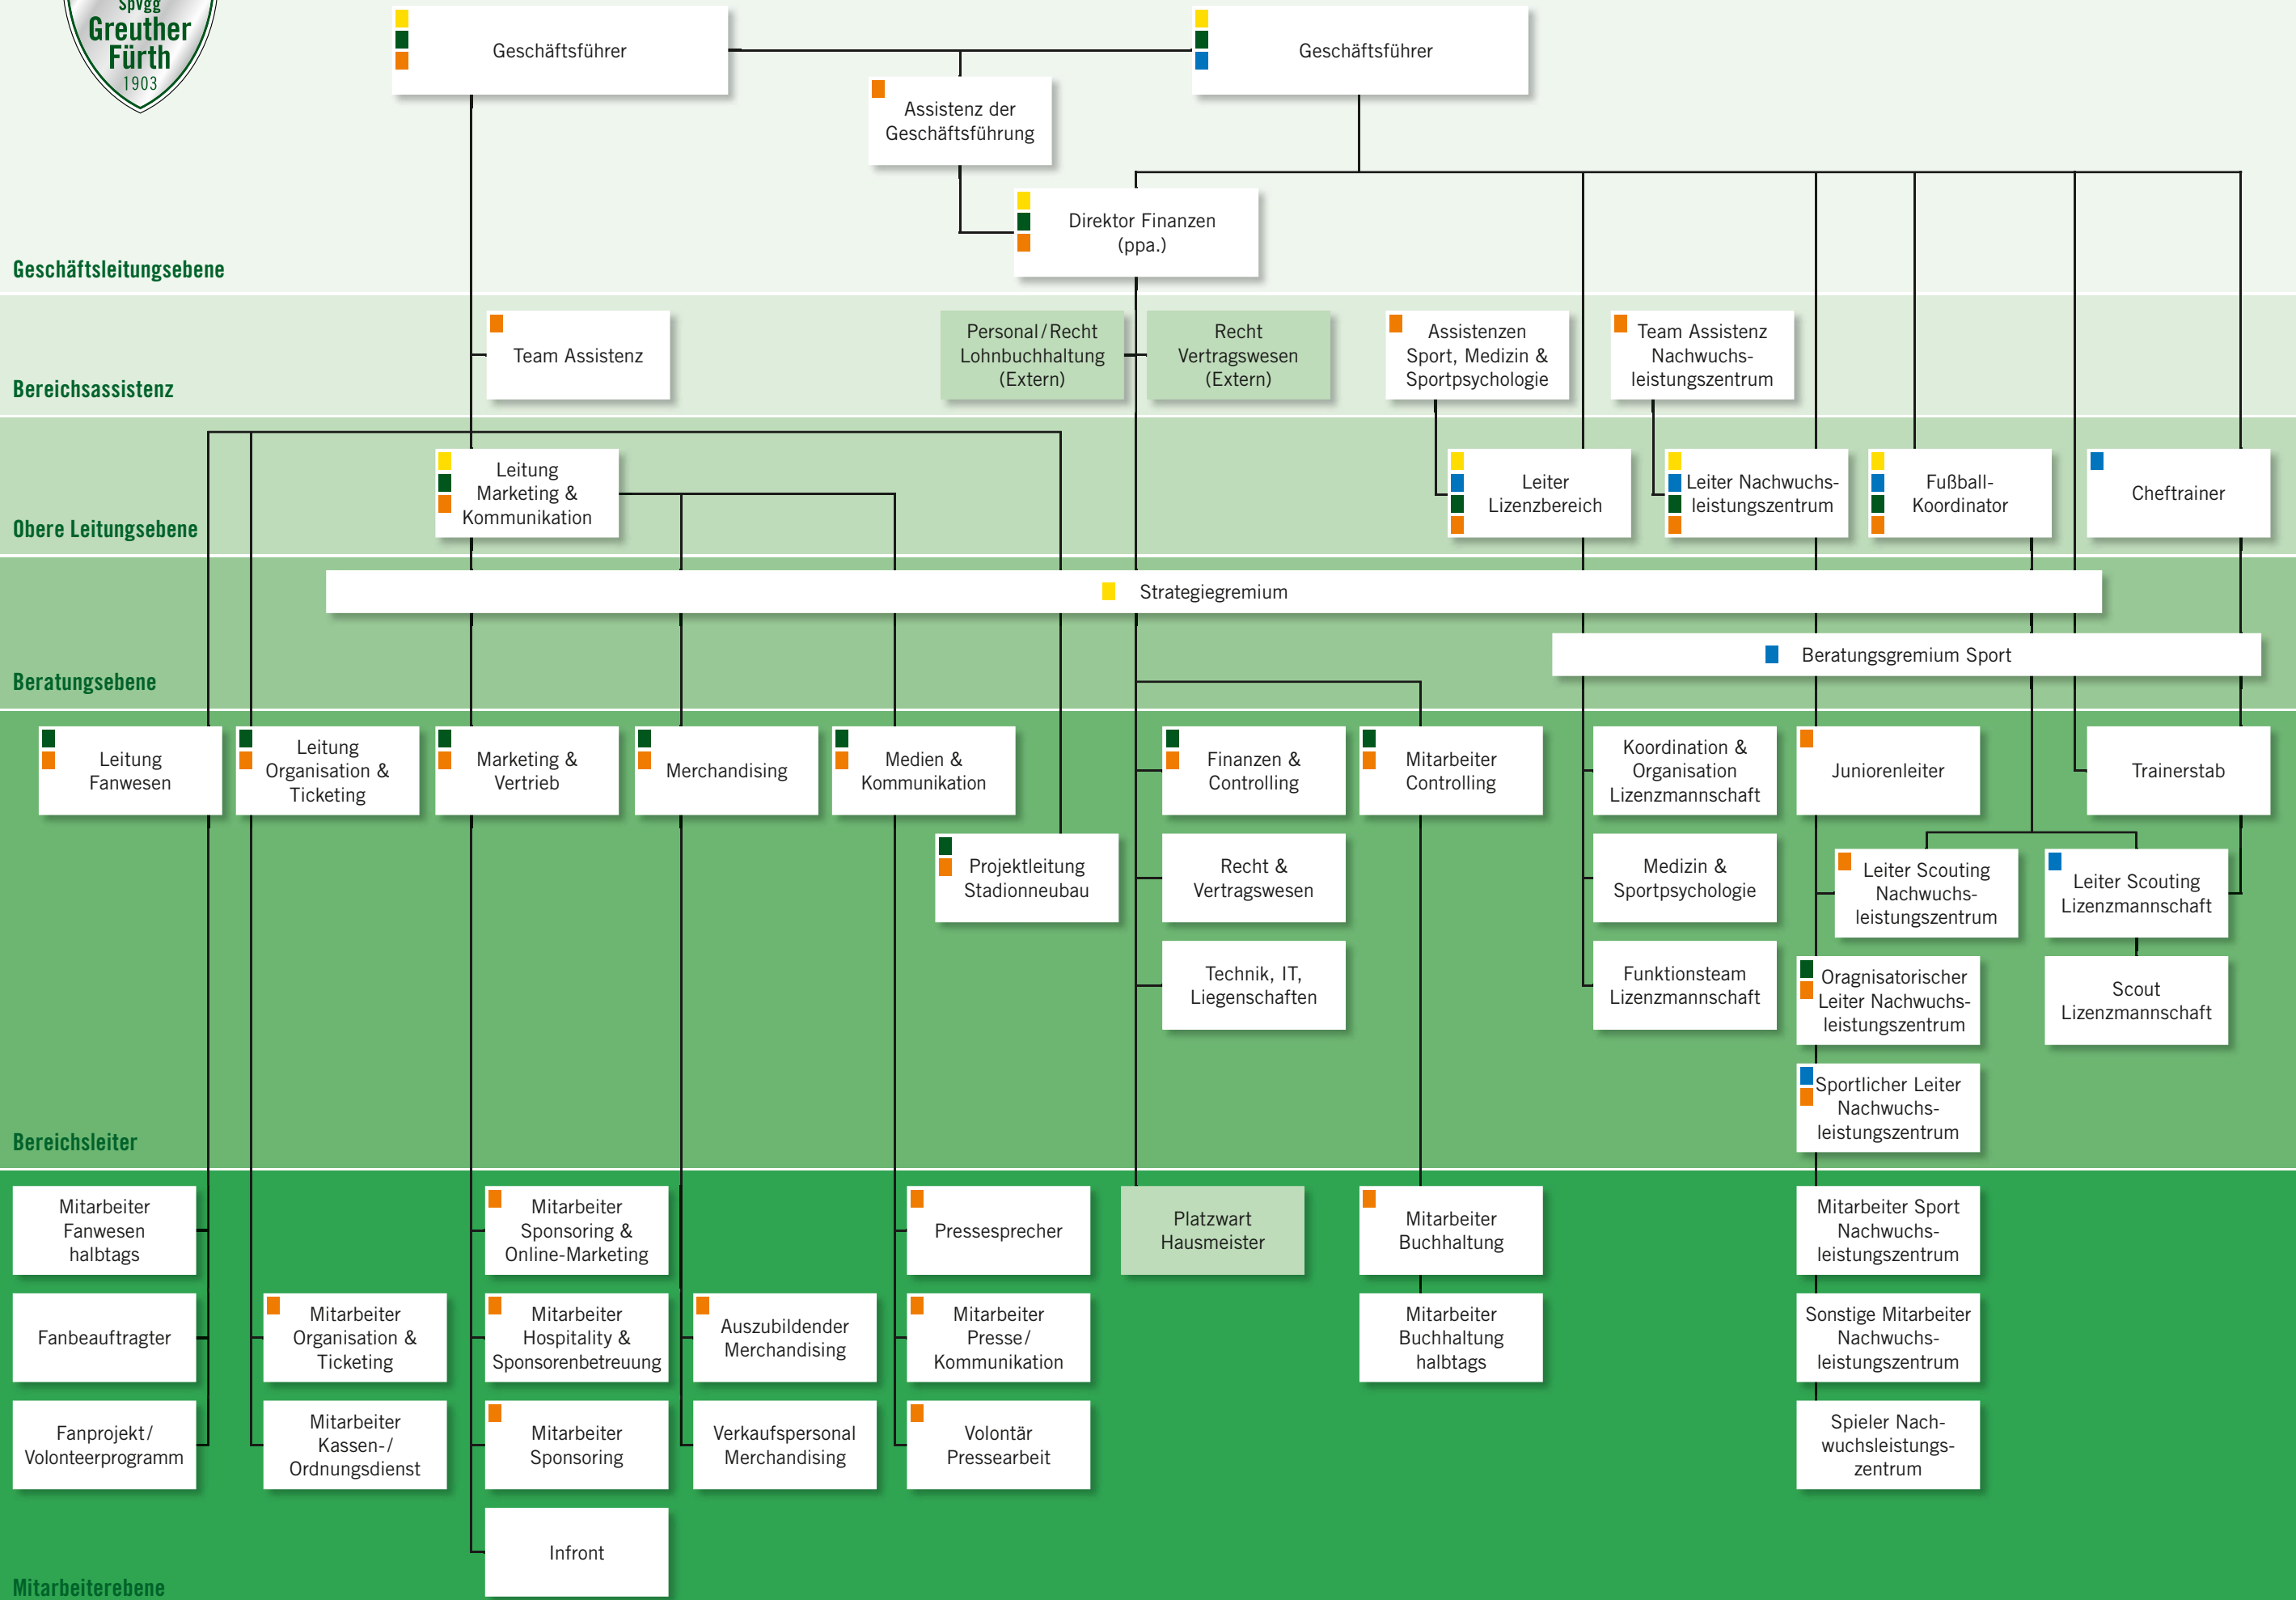 SpVgg
Greuther
Fürth
1903
Geschäftsführer
Geschäftsführer
Assistenz der
Geschäftsführung
Direktor Finanzen
(ppa.)
Geschäftsleitungsebene
Team Assistenz
Personal / Recht
Lohnbuchhaltung
(Extern)
Recht
Vertragswesen
(Extern)
Assistenzen
Sport, Medizin &
Sportpsychologie
Team Assistenz
Nachwuchs-
leistungszentrum
Bereichsassistenz
Leitung
Marketing &
Kommunikation
Leiter
Lizenzbereich
Leiter Nachwuchs-
leistungszentrum
Fußball-
Koordinator
Cheftrainer
Obere Leitungsebene
Strategiegremium
Beratungsgremium Sport
Beratungsebene
Leitung
Fanwesen
Leitung
Organisation &
Ticketing
Marketing &
Vertrieb
Merchandising
Medien &
Kommunikation
Finanzen &
Controlling
Mitarbeiter
Controlling
Koordination &
Organisation
Lizenzmannschaft
Juniorenleiter
Trainerstab
Projektleitung
Stadionneubau
Recht &
Vertragswesen
Medizin &
Sportpsychologie
Leiter Scouting
Nachwuchs-
leistungszentrum
Leiter Scouting
Lizenzmannschaft
Technik, IT,
Liegenschaften
Funktionsteam
Lizenzmannschaft
Oragnisatorischer
Leiter Nachwuchs-
leistungszentrum
Scout
Lizenzmannschaft
Sportlicher Leiter
Nachwuchs-
leistungszentrum
Bereichsleiter
Mitarbeiter
Fanwesen
halbtags
Mitarbeiter
Sponsoring &
Online-Marketing
Pressesprecher
Platzwart
Hausmeister
Mitarbeiter
Buchhaltung
Mitarbeiter Sport
Nachwuchs-
leistungszentrum
Fanbeauftragter
Mitarbeiter
Organisation &
Ticketing
Mitarbeiter
Hospitality &
Sponsorenbetreuung
Auszubildender
Merchandising
Mitarbeiter
Presse /
Kommunikation
Mitarbeiter
Buchhaltung
halbtags
Sonstige Mitarbeiter
Nachwuchs-
leistungszentrum
Fanprojekt /
Volonteerprogramm
Mitarbeiter
Kassen- /
Ordnungsdienst
Mitarbeiter
Sponsoring
Verkaufspersonal
Merchandising
Volontär
Pressearbeit
Spieler Nach-
wuchsleistungs-
zentrum
Infront
Mitarbeiterebene